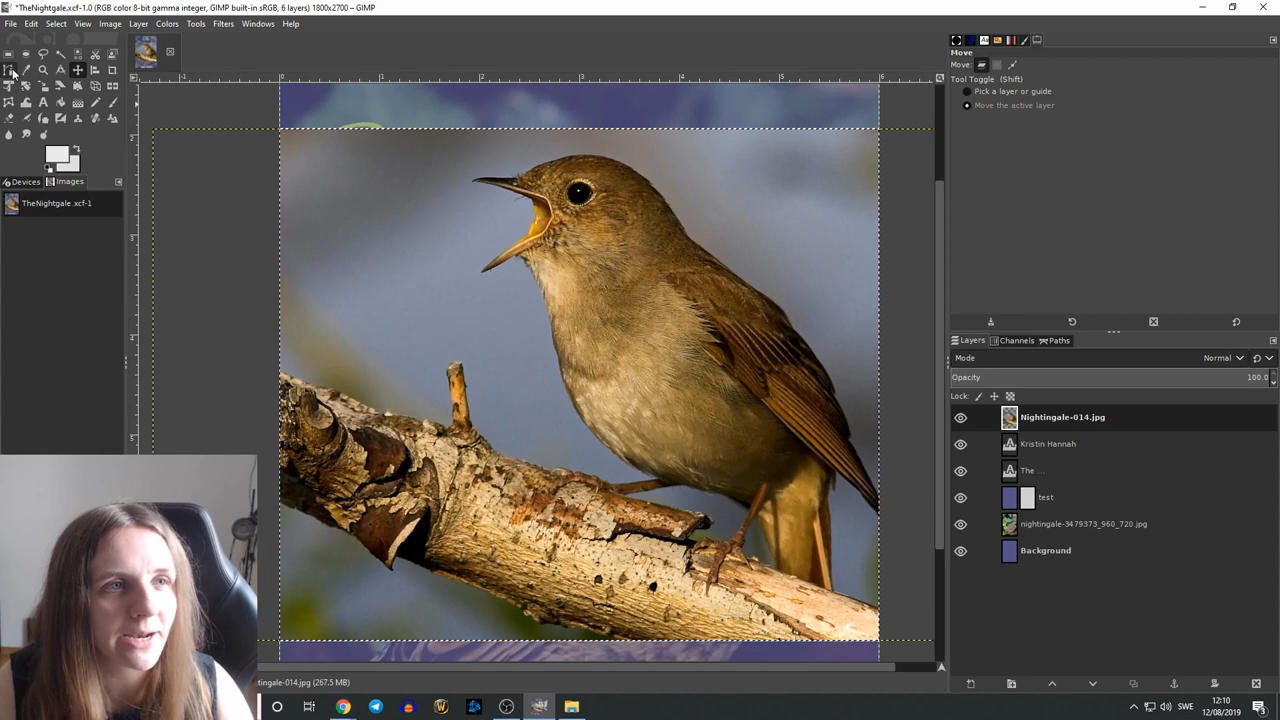 *TheNightgale.xcf-1.0 (RGB color 8-bit gamma integer, GIMP built-in sRGB, 6 layers) 1800x2700 – GIMP
File Edit Select View Image Layer Colors Tools Filters Windows Help
Move
Move:
Tool Toggle (Shift)
Pick a layer or guide
Move the active layer
Devices Images
TheNightgale.xcf-1
Layers Channels Paths
Mode Normal
Opacity 100.0
Lock:
Nightingale-014.jpg
Kristin Hannah
The ...
test
nightingale-3479373_960_720.jpg
Background
tingale-014.jpg (267.5 MB)
SWE
12:10
12/08/2019